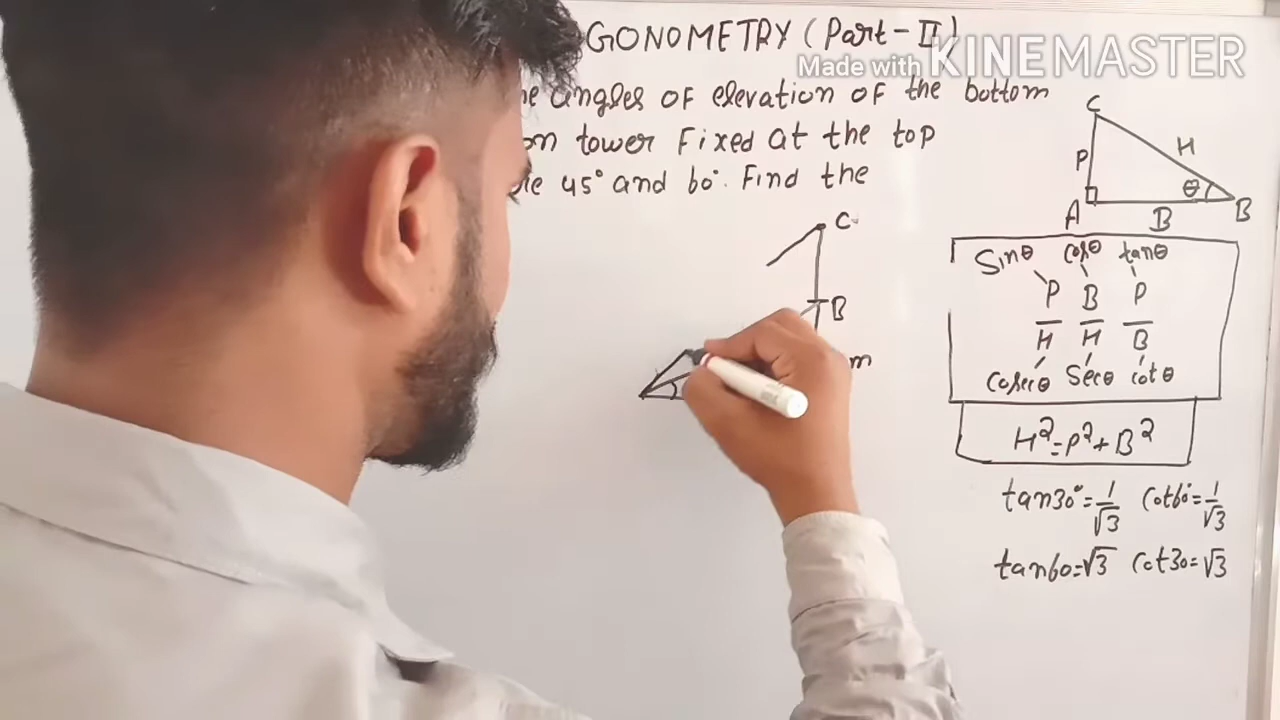 GONOMETRY (Part-II)
Made with KINEMASTER
angles of elevation of the bottom
on tower Fixed at the top
45° and 60°. Find the
C
H
P
θ
A
B
B
C
B
m
Sinθ cosθ tanθ
P B P
H H B
Cosecθ Secθ cotθ
H²=P²+B²
tan30°=1/√3 Cot60°=1/√3
tan60=√3 Cot30=√3